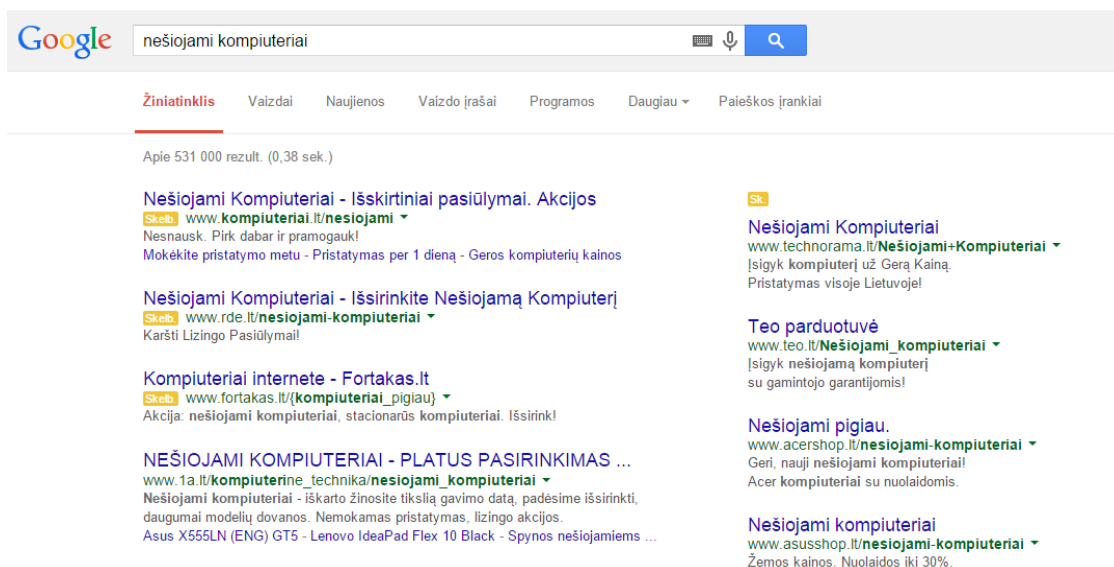 Google
nešiojami kompiuteriai
Žiniatinklis Vaizdai Naujienos Vaizdo įrašai Programos Daugiau Paieškos įrankiai
Apie 531 000 rezult. (0,38 sek.)
Nešiojami Kompiuteriai - Išskirtiniai pasiūlymai. Akcijos
Skelb. www.kompiuteriai.lt/nesiojami
Nesnausk. Pirk dabar ir pramogauk!
Mokėkite pristatymo metu - Pristatymas per 1 dieną - Geros kompiuterių kainos
Nešiojami Kompiuteriai - Išsirinkite Nešiojamą Kompiuterį
Skelb. www.rde.lt/nesiojami-kompiuteriai
Karšti Lizingo Pasiūlymai!
Kompiuteriai internete - Fortakas.lt
Skelb. www.fortakas.lt/{kompiuteriai_pigiau}
Akcija: nešiojami kompiuteriai, stacionarūs kompiuteriai. Išsirink!
NEŠIOJAMI KOMPIUTERIAI - PLATUS PASIRINKIMAS ...
www.1a.lt/kompiuterine_technika/nesiojami_kompiuteriai
Nešiojami kompiuteriai - iškarto žinosite tikslią gavimo datą, padėsime išsirinkti,
daugumai modelių dovanos. Nemokamas pristatymas, lizingo akcijos.
Asus X555LN (ENG) GT5 - Lenovo IdeaPad Flex 10 Black - Spynos nešiojamiems ...
Sk.
Nešiojami Kompiuteriai
www.technorama.lt/Nešiojami+Kompiuteriai
Įsigyk kompiuterį už Gerą Kainą.
Pristatymas visoje Lietuvoje!
Teo parduotuvė
www.teo.lt/Nešiojami_kompiuteriai
Įsigyk nešiojamą kompiuterį
su gamintojo garantijomis!
Nešiojami pigiau.
www.acershop.lt/nesiojami-kompiuteriai
Geri, nauji nešiojami kompiuteriai!
Acer kompiuteriai su nuolaidomis.
Nešiojami kompiuteriai
www.asusshop.lt/nesiojami-kompiuteriai
Žemos kainos. Nuolaidos iki 30%.